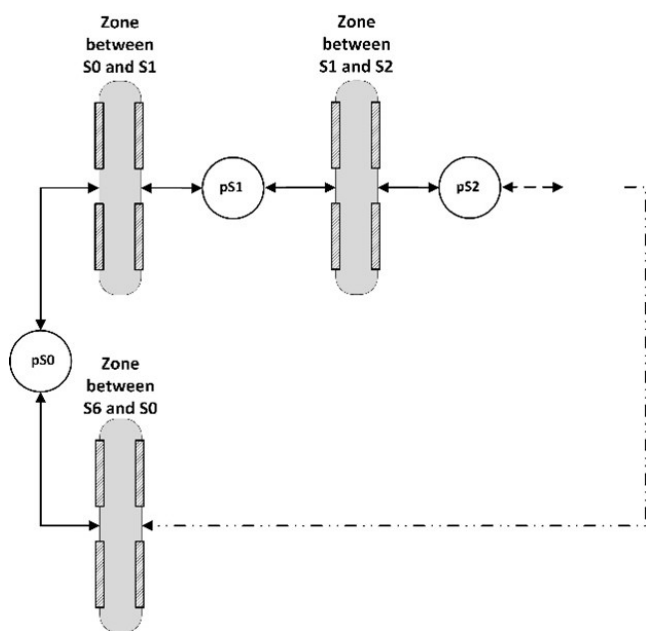 Zone
between
S0 and S1
Zone
between
S1 and S2
pS1
pS2
pS0
Zone
between
S6 and S0